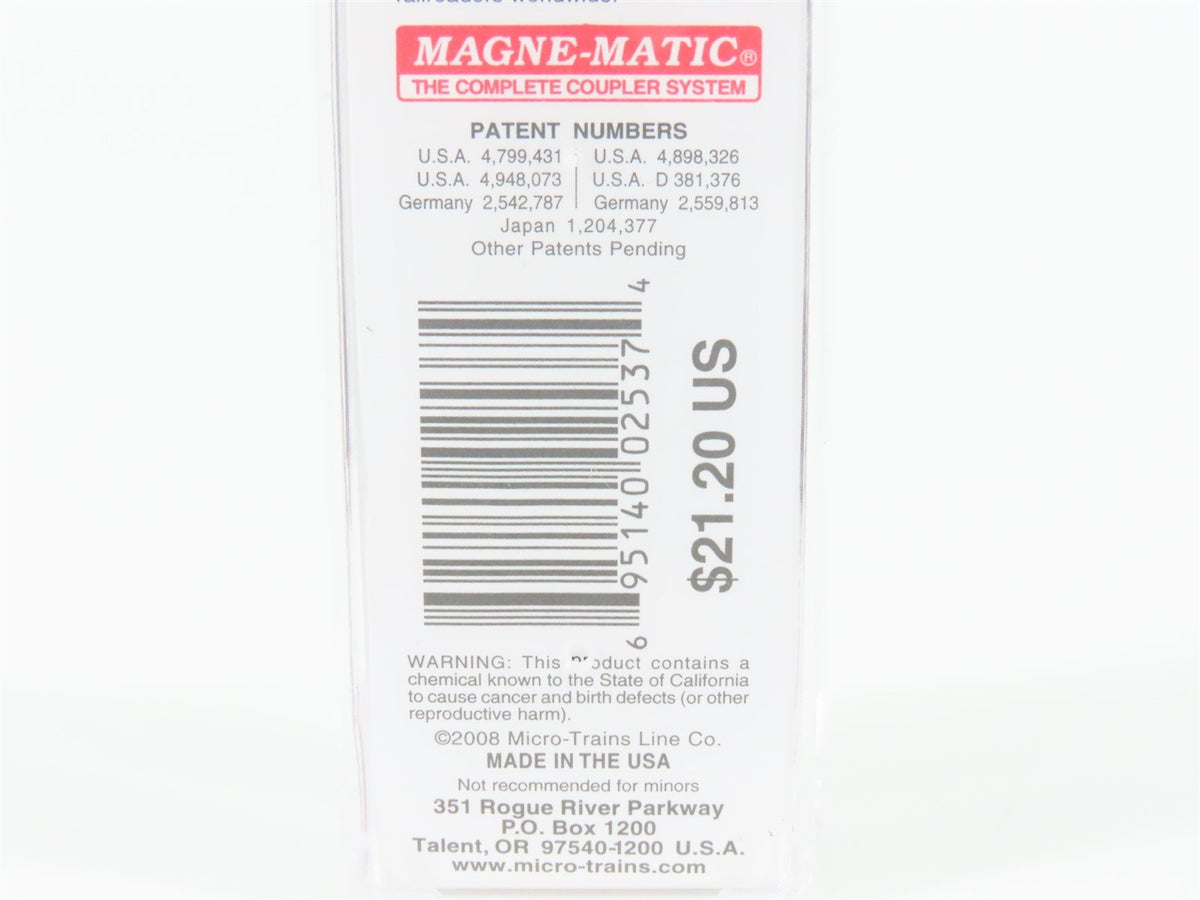 railroaders worldwide.
MAGNE-MATIC®
THE COMPLETE COUPLER SYSTEM
PATENT NUMBERS
U.S.A. 4,799,431 U.S.A. 4,898,326
U.S.A. 4,948,073 U.S.A. D 381,376
Germany 2,542,787 Germany 2,559,813
Japan 1,204,377
Other Patents Pending
6 95140 02537 4
$21.20 US
WARNING: This product contains a
chemical known to the State of California
to cause cancer and birth defects (or other
reproductive harm).
©2008 Micro-Trains Line Co.
MADE IN THE USA
Not recommended for minors
351 Rogue River Parkway
P.O. Box 1200
Talent, OR 97540-1200 U.S.A.
www.micro-trains.com